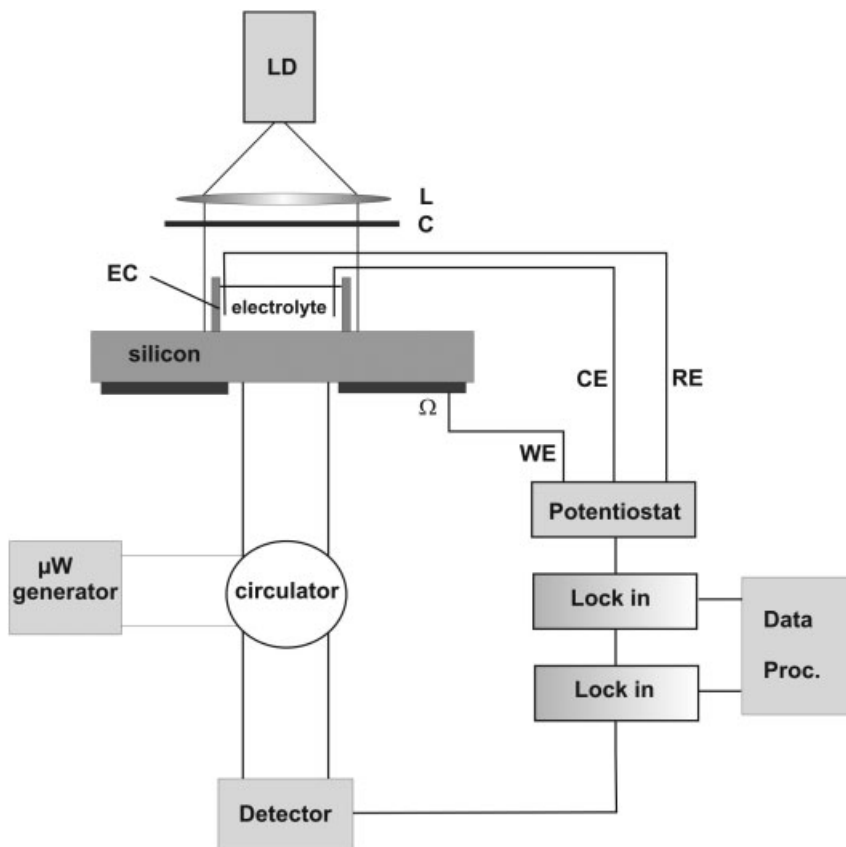 LD
L
C
EC
electrolyte
silicon
CE
RE
Ω
WE
Potentiostat
µW
generator
circulator
Lock in
Data
Proc.
Lock in
Detector